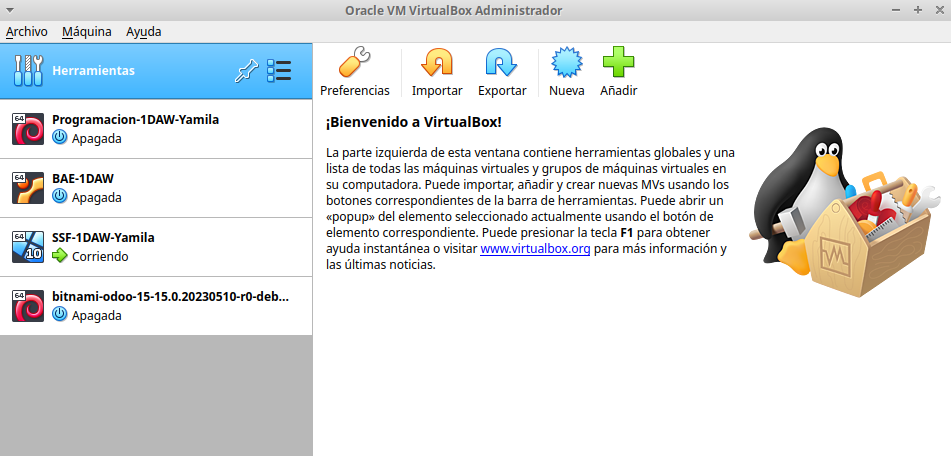 Oracle VM VirtualBox Administrador
Archivo Máquina Ayuda
Herramientas
Preferencias Importar Exportar Nueva Añadir
64
Programacion-1DAW-Yamila
Apagada
64
BAE-1DAW
Apagada
64
10
SSF-1DAW-Yamila
Corriendo
64
bitnami-odoo-15-15.0.20230510-r0-deb...
Apagada
¡Bienvenido a VirtualBox!
La parte izquierda de esta ventana contiene herramientas globales y una
lista de todas las máquinas virtuales y grupos de máquinas virtuales en
su computadora. Puede importar, añadir y crear nuevas MVs usando los
botones correspondientes de la barra de herramientas. Puede abrir un
«popup» del elemento seleccionado actualmente usando el botón de
elemento correspondiente. Puede presionar la tecla F1 para obtener
ayuda instantánea o visitar www.virtualbox.org para más información y
las últimas noticias.